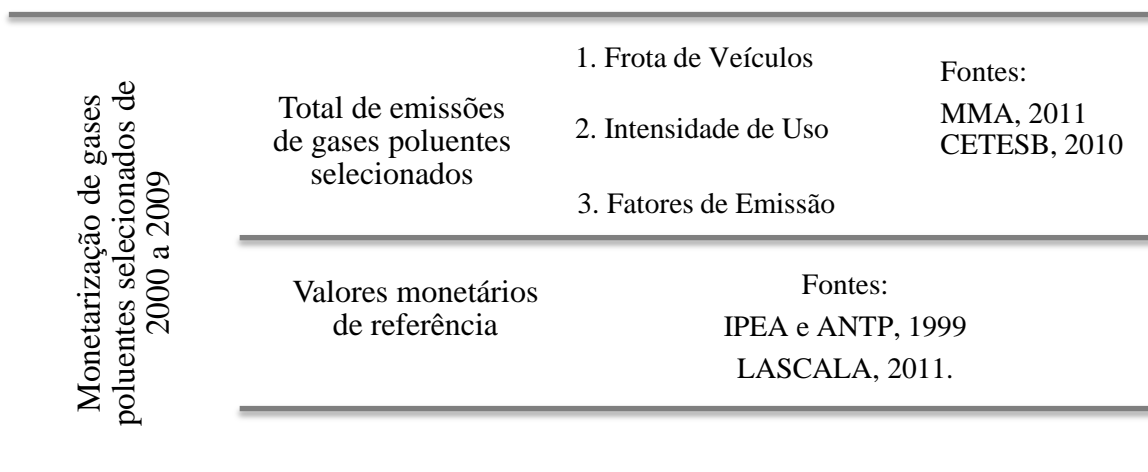 Monetarização de gases
poluentes selecionados de
2000 a 2009
Total de emissões
de gases poluentes
selecionados
1. Frota de Veículos
2. Intensidade de Uso
3. Fatores de Emissão
Fontes:
MMA, 2011
CETESB, 2010
Valores monetários
de referência
Fontes:
IPEA e ANTP, 1999
LASCALA, 2011.